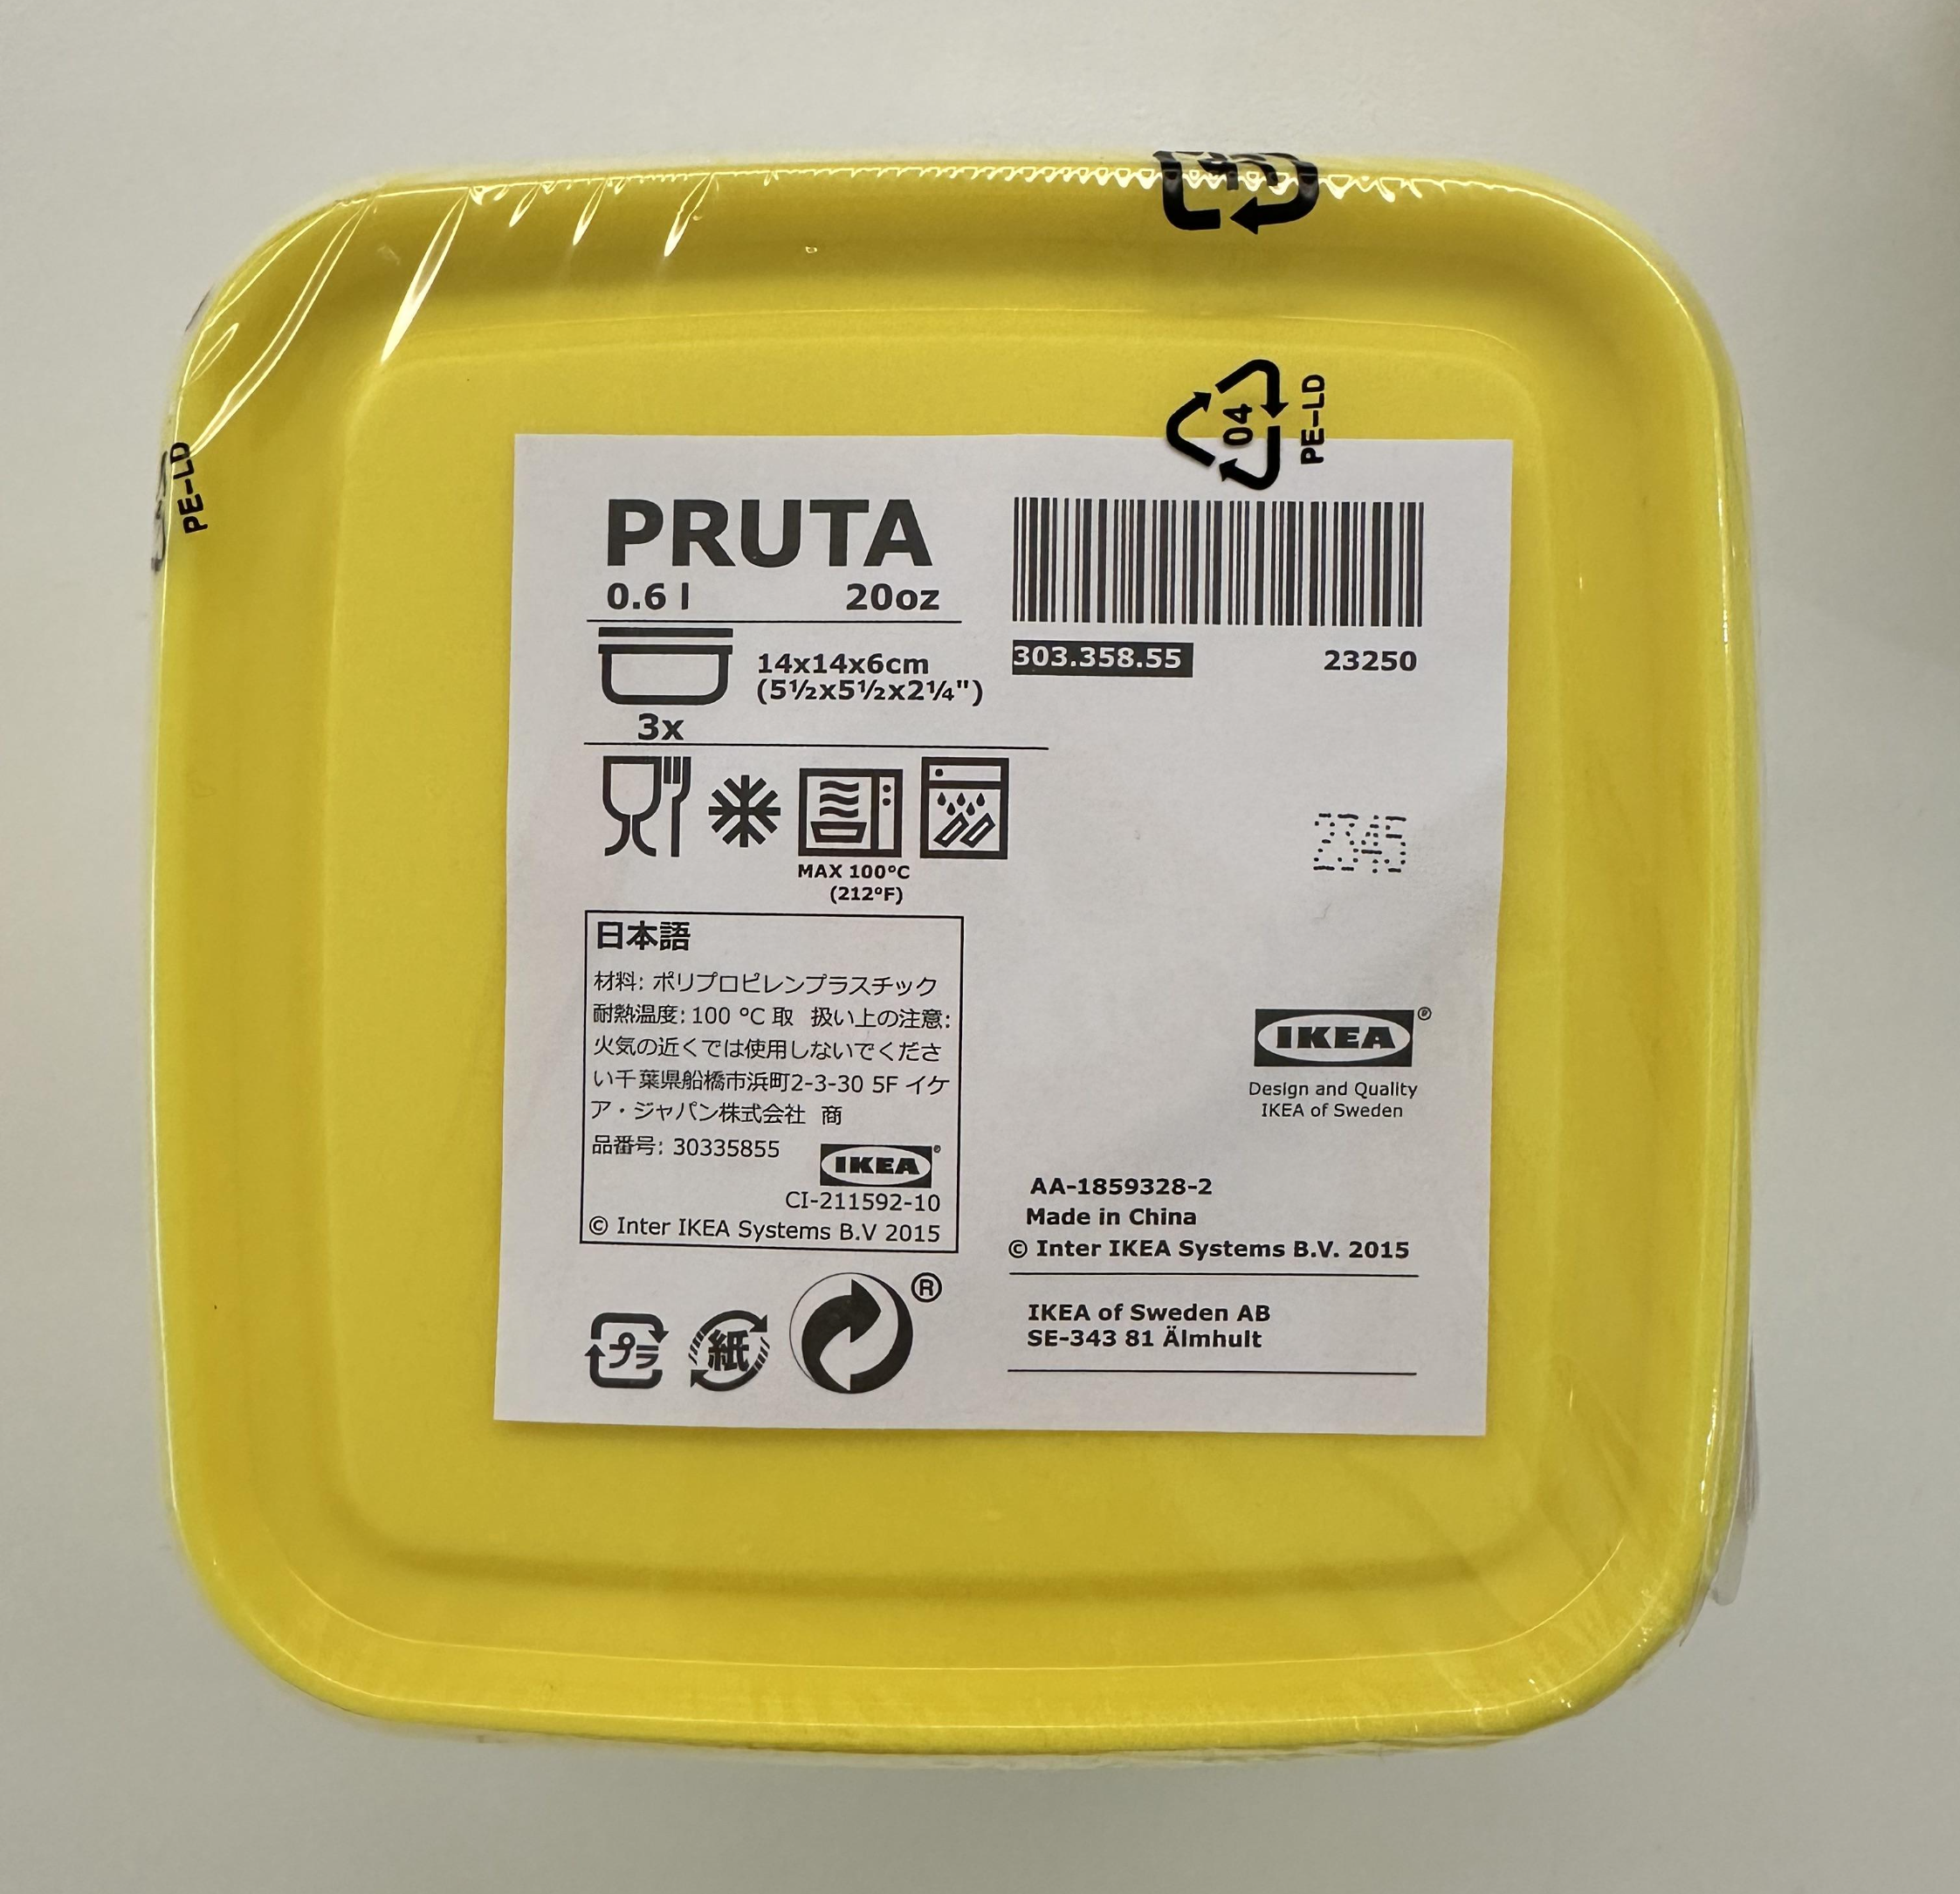 PE-LD
04
PE-LD
PRUTA
0.6 l 20oz
14x14x6cm
(5½x5½x2¼")
3x
303.358.55 23250
MAX 100°C
(212°F)
2345
日本語
材料: ポリプロピレンプラスチック
耐熱温度: 100 °C 取 扱い上の注意:
火気の近くでは使用しないでくださ
い千葉県船橋市浜町2-3-30 5F イケ
ア・ジャパン株式会社 商
品番号: 30335855
IKEA®
CI-211592-10
© Inter IKEA Systems B.V 2015
プラ
紙
®
IKEA®
Design and Quality
IKEA of Sweden
AA-1859328-2
Made in China
© Inter IKEA Systems B.V. 2015
IKEA of Sweden AB
SE-343 81 Älmhult